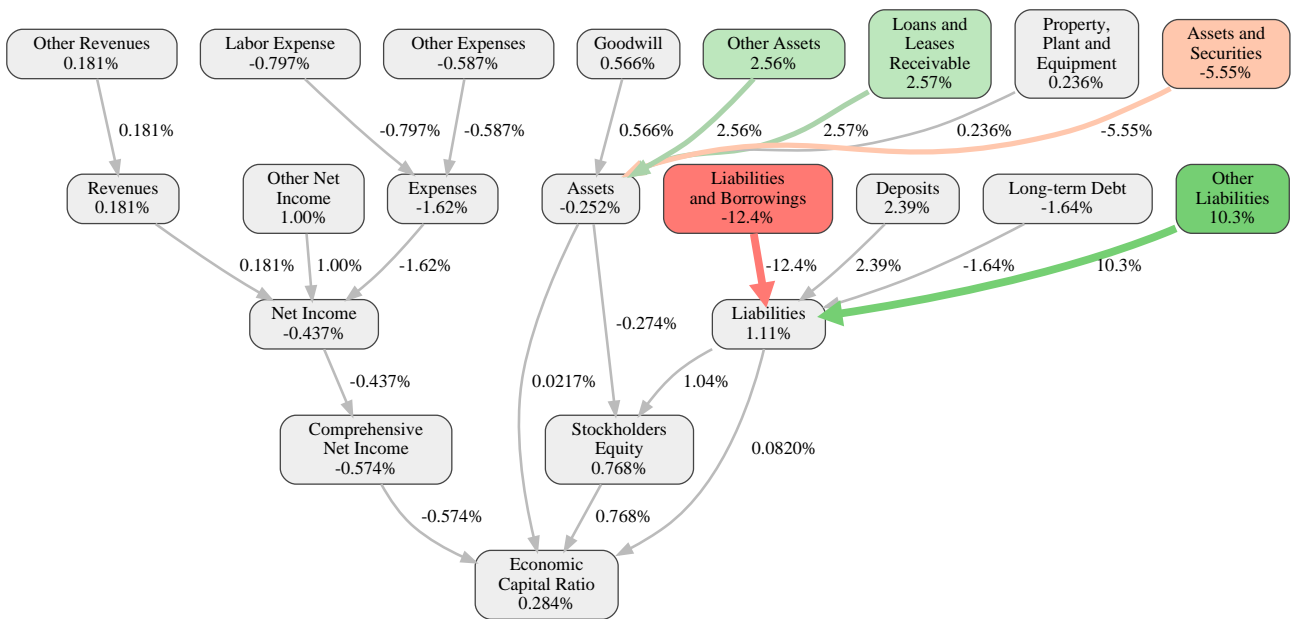 Other Revenues
0.181%
Labor Expense
-0.797%
Other Expenses
-0.587%
Goodwill
0.566%
Other Assets
2.56%
Loans and
Leases
Receivable
2.57%
Property,
Plant and
Equipment
0.236%
Assets and
Securities
-5.55%
0.181%
-0.797%
-0.587%
0.566%
2.56%
2.57%
0.236%
-5.55%
Revenues
0.181%
Other Net
Income
1.00%
Expenses
-1.62%
Assets
-0.252%
Liabilities
and Borrowings
-12.4%
Deposits
2.39%
Long-term Debt
-1.64%
Other
Liabilities
10.3%
0.181%
1.00%
-1.62%
-12.4%
2.39%
-1.64%
10.3%
Net Income
-0.437%
-0.274%
Liabilities
1.11%
-0.437%
0.0217%
1.04%
Comprehensive
Net Income
-0.574%
Stockholders
Equity
0.768%
0.0820%
-0.574%
0.768%
Economic
Capital Ratio
0.284%